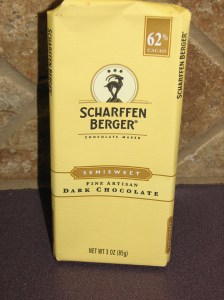 62%
CACAO
SCHARFFEN
BERGER®
CHOCOLATE MAKER
SEMISWEET
FINE ARTISAN
DARK CHOCOLATE
NET WT 3 OZ (85g)